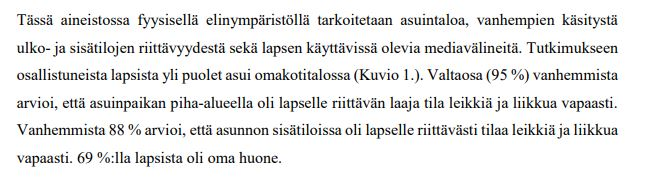 Tässä aineistossa fyysisellä elinympäristöllä tarkoitetaan asuintaloa, vanhempien käsitystä
ulko- ja sisätilojen riittävyydestä sekä lapsen käyttävissä olevia mediavälineitä. Tutkimukseen
osallistuneista lapsista yli puolet asui omakotitalossa (Kuvio 1.). Valtaosa (95 %) vanhemmista
arvioi, että asuinpaikan piha-alueella oli lapselle riittävän laaja tila leikkiä ja liikkua vapaasti.
Vanhemmista 88 % arvioi, että asunnon sisätiloissa oli lapselle riittävästi tilaa leikkiä ja liikkua
vapaasti. 69 %:lla lapsista oli oma huone.